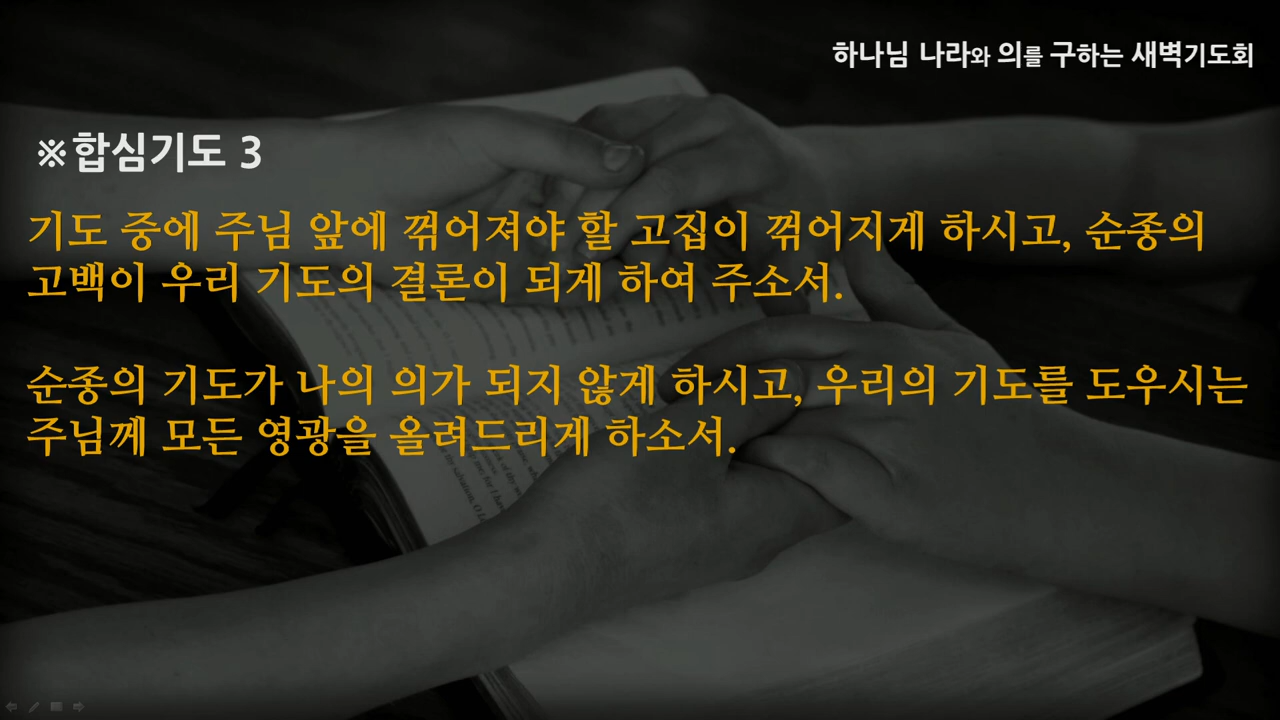 하나님 나라와 의를 구하는 새벽기도회
※합심기도 3
기도 중에 주님 앞에 꺾어져야 할 고집이 꺾어지게 하시고, 순종의
고백이 우리 기도의 결론이 되게 하여 주소서.
순종의 기도가 나의 의가 되지 않게 하시고, 우리의 기도를 도우시는
주님께 모든 영광을 올려드리게 하소서.